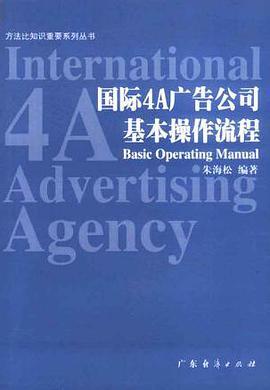 方法比知识重要系列丛书
International
国际4A广告公司
4A
基本操作流程
Basic Operating Manual
Advertising
朱海松 编著
Agency
广东经济出版社